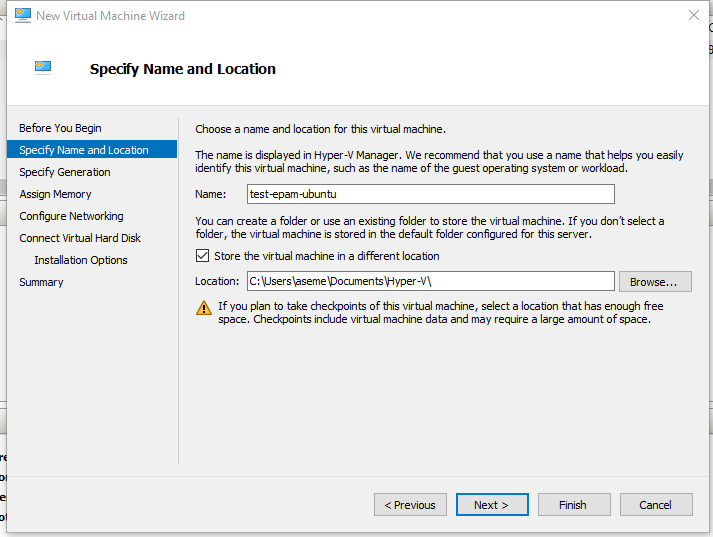 New Virtual Machine Wizard
Specify Name and Location
Before You Begin
Specify Name and Location
Specify Generation
Assign Memory
Configure Networking
Connect Virtual Hard Disk
Installation Options
Summary
Choose a name and location for this virtual machine.
The name is displayed in Hyper-V Manager. We recommend that you use a name that helps you easily
identify this virtual machine, such as the name of the guest operating system or workload.
Name: test-epam-ubuntu
You can create a folder or use an existing folder to store the virtual machine. If you don't select a
folder, the virtual machine is stored in the default folder configured for this server.
Store the virtual machine in a different location
Location: C:\Users\aseme\Documents\Hyper-V\ Browse...
If you plan to take checkpoints of this virtual machine, select a location that has enough free
space. Checkpoints include virtual machine data and may require a large amount of space.
< Previous Next > Finish Cancel